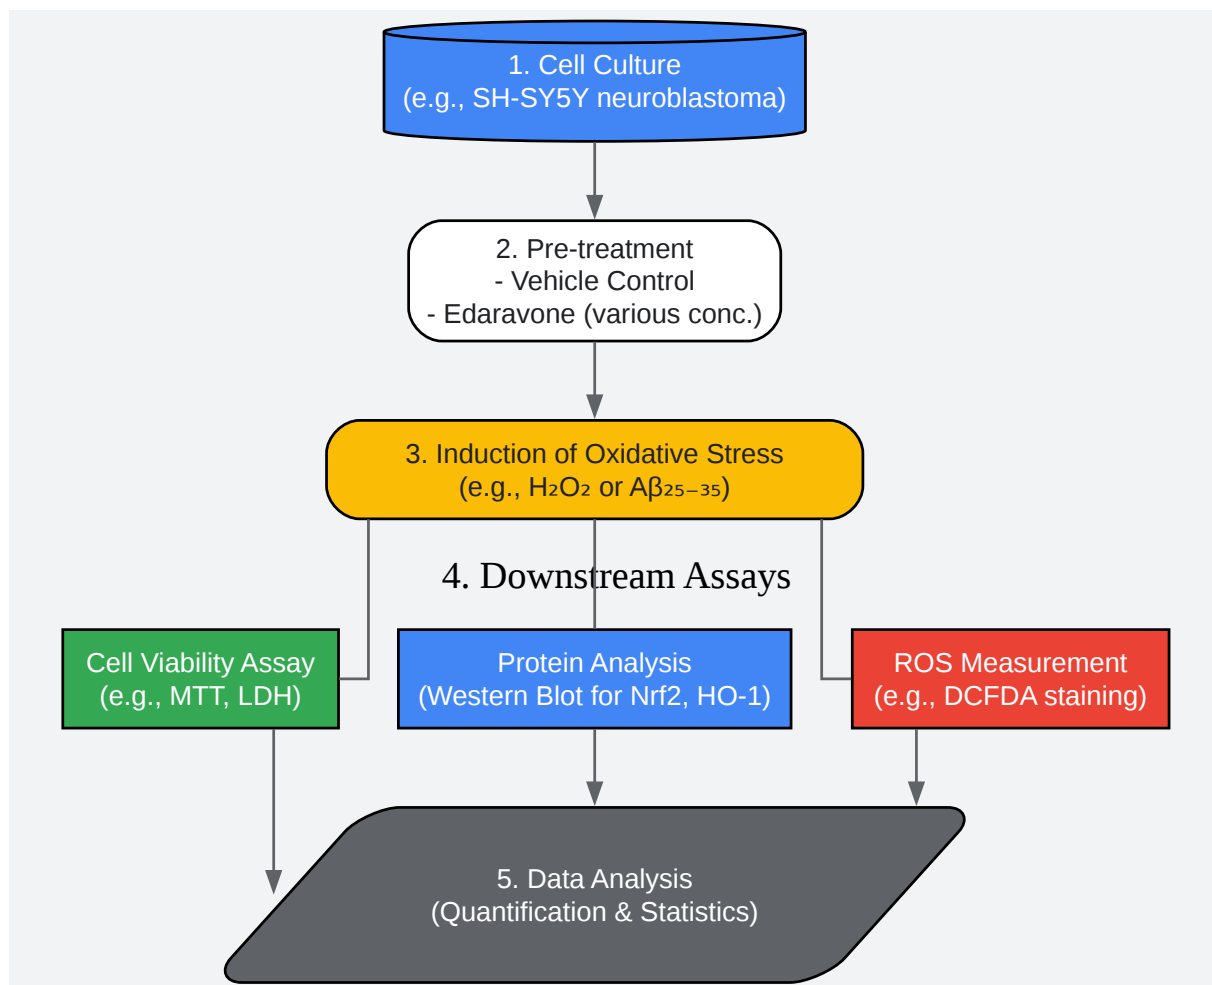 1. Cell Culture
(e.g., SH-SY5Y neuroblastoma)
2. Pre-treatment
- Vehicle Control
- Edaravone (various conc.)
3. Induction of Oxidative Stress
(e.g., H₂O₂ or Aβ₂₅₋₃₅)
4. Downstream Assays
Cell Viability Assay
(e.g., MTT, LDH)
Protein Analysis
(Western Blot for Nrf2, HO-1)
ROS Measurement
(e.g., DCFDA staining)
5. Data Analysis
(Quantification & Statistics)